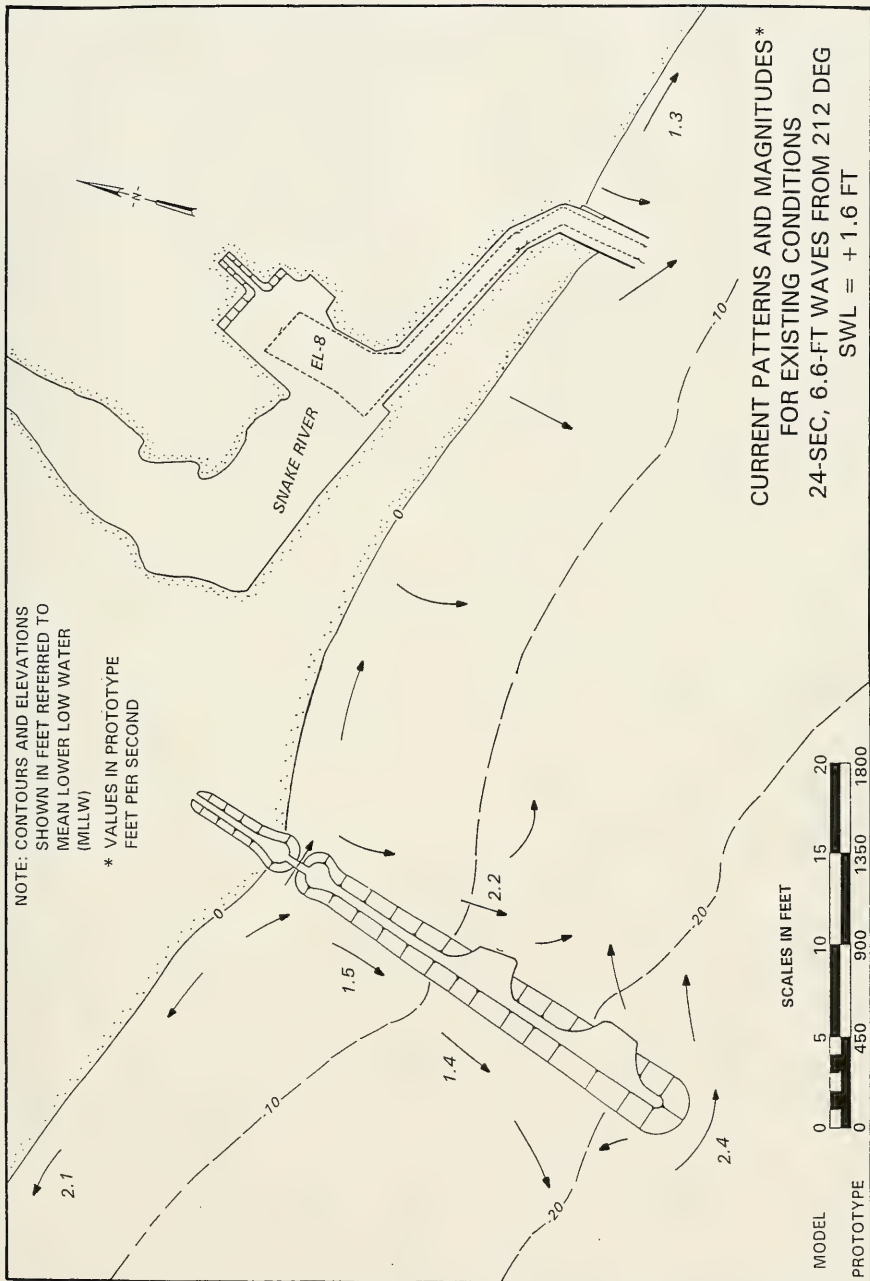 NOTE: CONTOURS AND ELEVATIONS
SHOWN IN FEET REFERRED TO
MEAN LOWER LOW WATER
(MLLW)
* VALUES IN PROTOTYPE
FEET PER SECOND
-N-
SNAKE RIVER
EL-8
0
0
2.1
1.5
1.4
2.2
2.4
1.3
-10
-10
-20
-20
CURRENT PATTERNS AND MAGNITUDES*
FOR EXISTING CONDITIONS
24-SEC, 6.6-FT WAVES FROM 212 DEG
SWL = +1.6 FT
SCALES IN FEET
MODEL 0 5 10 15 20
PROTOTYPE 0 450 900 1350 1800